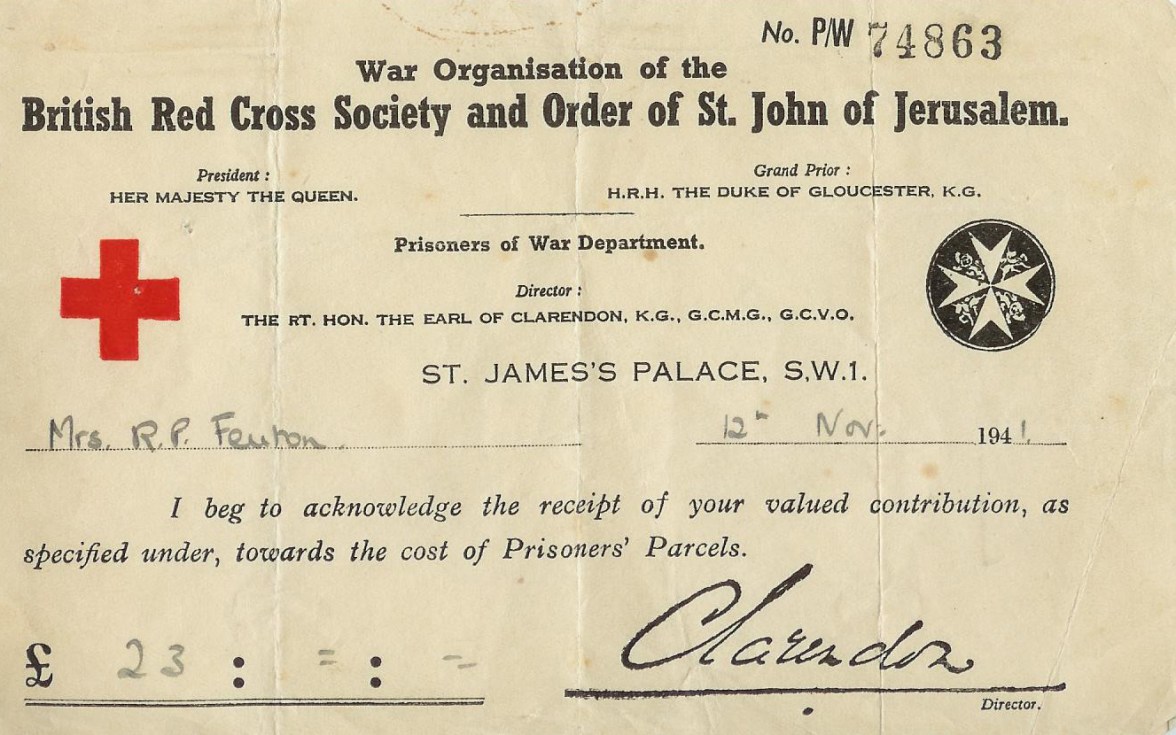 No. P/W 74863
War Organisation of the
British Red Cross Society and Order of St. John of Jerusalem.
President :
HER MAJESTY THE QUEEN.
Grand Prior :
H.R.H. THE DUKE OF GLOUCESTER, K.G.
Prisoners of War Department.
Director :
THE RT. HON. THE EARL OF CLARENDON, K.G., G.C.M.G., G.C.V.O.
ST. JAMES'S PALACE, S.W.1.
Mrs. R.P. Fenton. 12th Nov: 1941.
I beg to acknowledge the receipt of your valued contribution, as
specified under, towards the cost of Prisoners' Parcels.
£ 23 : = : =
Clarendon
Director.